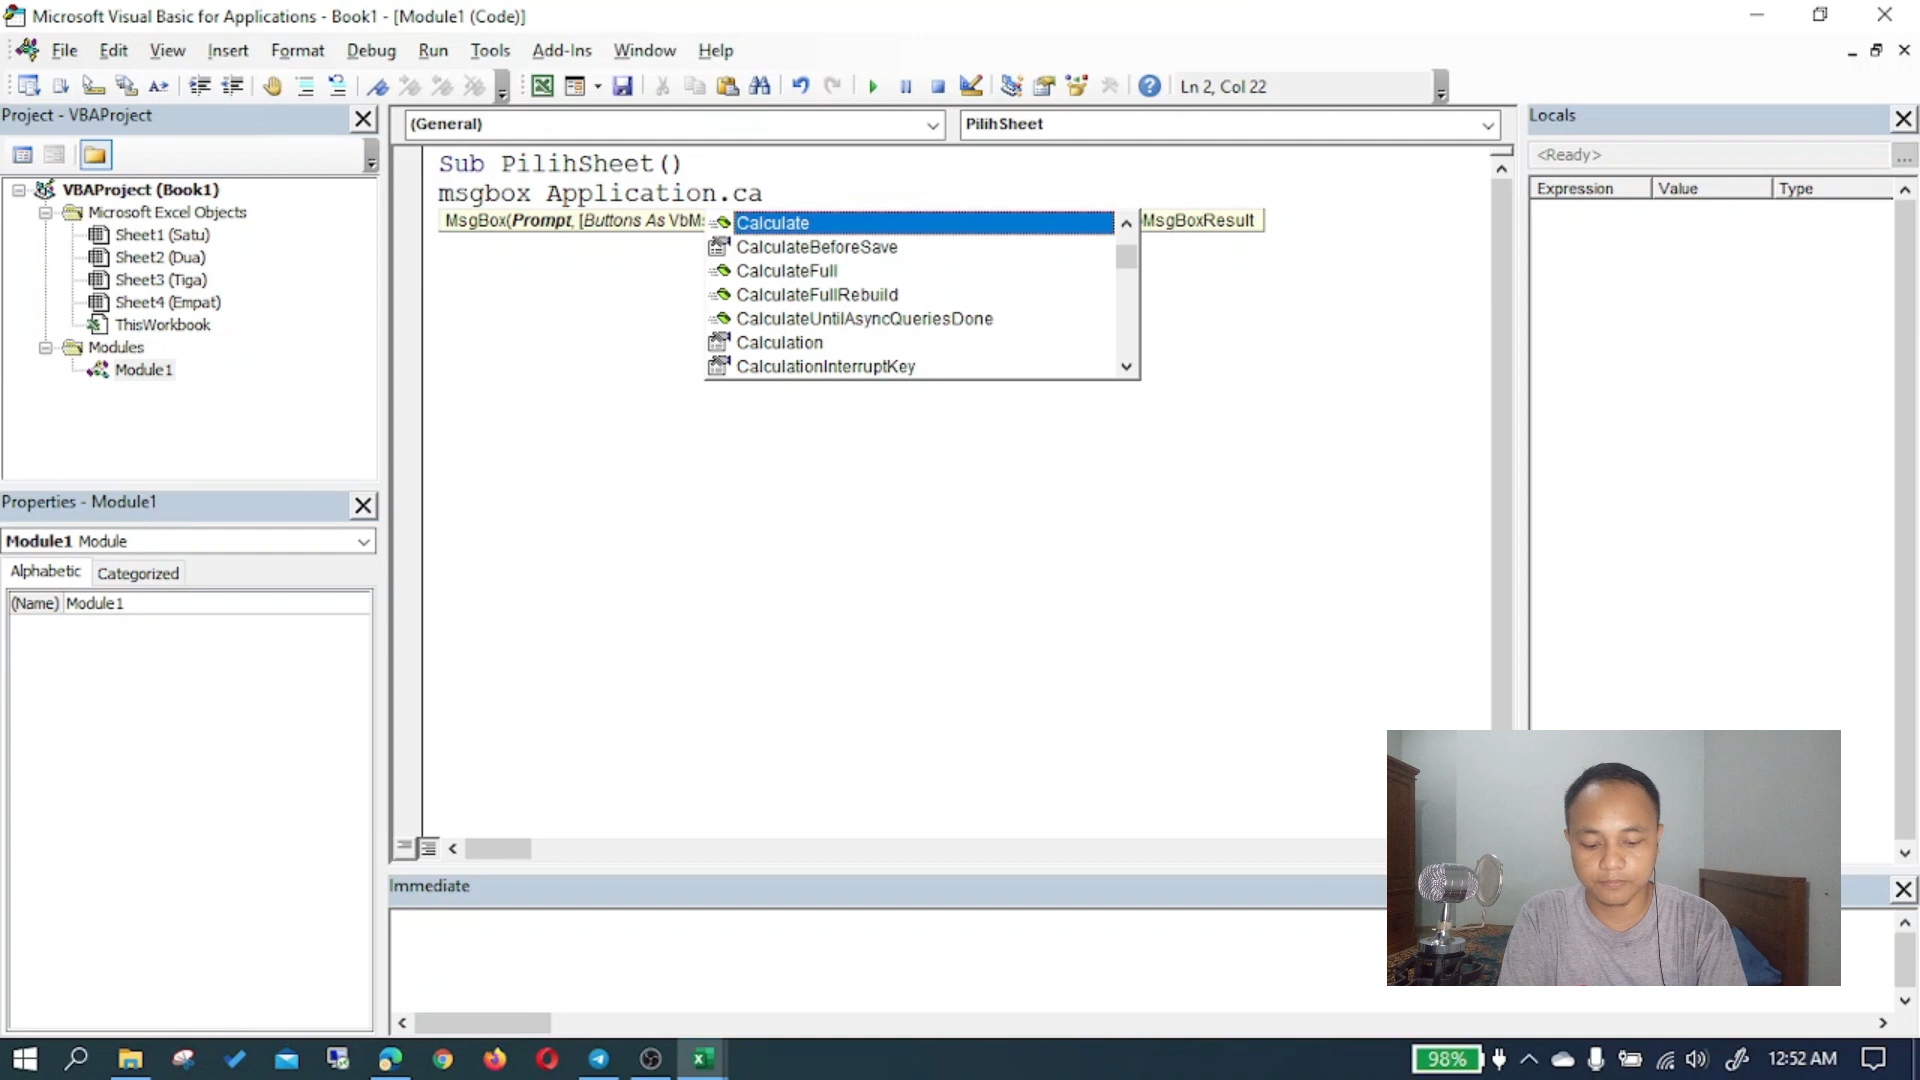 Microsoft Visual Basic for Applications - Book1 - [Module1 (Code)]
File Edit View Insert Format Debug Run Tools Add-Ins Window Help
Ln 2, Col 22
Project - VBAProject
VBAProject (Book1)
Microsoft Excel Objects
Sheet1 (Satu)
Sheet2 (Dua)
Sheet3 (Tiga)
Sheet4 (Empat)
ThisWorkbook
Modules
Module1
Properties - Module1
Module1 Module
Alphabetic Categorized
(Name) Module1
(General) PilihSheet
Sub PilihSheet()
msgbox Application.ca
MsgBox(Prompt, [Buttons As VbMs MsgBoxResult
Calculate
CalculateBeforeSave
CalculateFull
CalculateFullRebuild
CalculateUntilAsyncQueriesDone
Calculation
CalculationInterruptKey
Immediate
Locals
<Ready>
Expression Value Type
98% 12:52 AM